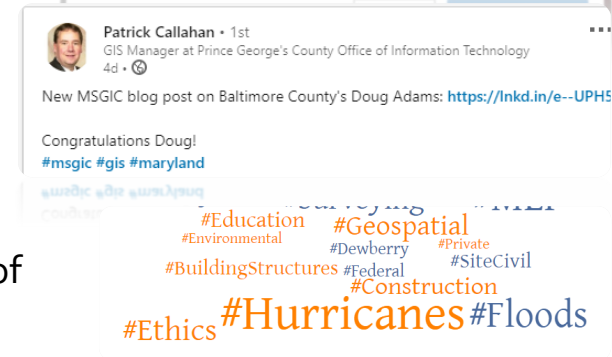 Patrick Callahan • 1st
GIS Manager at Prince George's County Office of Information Technology
4d •
New MSGIC blog post on Baltimore County's Doug Adams: https://lnkd.in/e--UPH5
Congratulations Doug!
#msgic #gis #maryland
#Education #Geospatial
#Environmental #Dewberry #Private
#BuildingStructures #Federal #SiteCivil
of
#Construction
#Ethics #Hurricanes #Floods